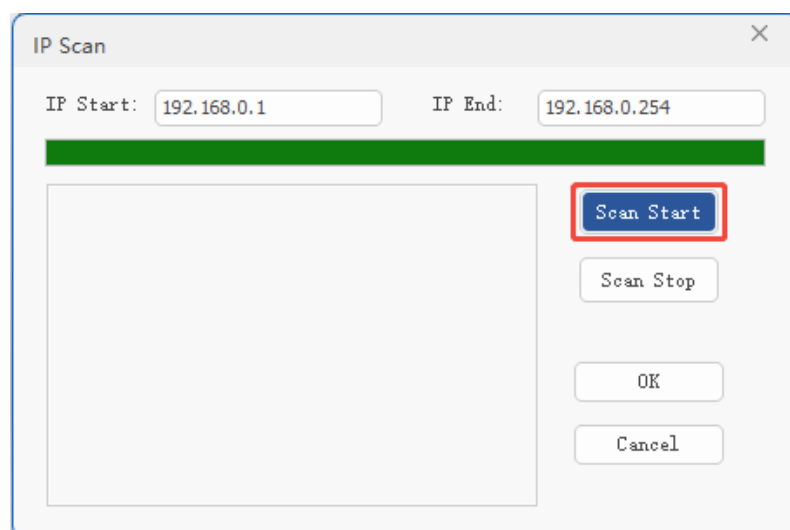 IP Scan
IP Start: 192.168.0.1 IP End: 192.168.0.254
Scan Start
Scan Stop
OK
Cancel